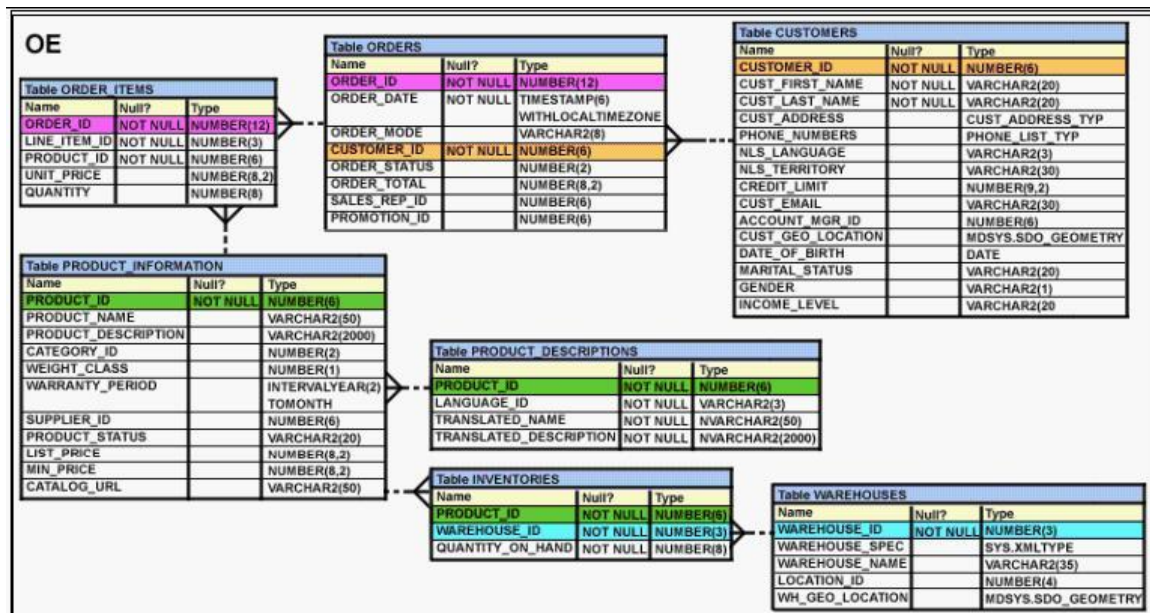 OE
Table ORDER_ITEMS
Name Null? Type
ORDER_ID NOT NULL NUMBER(12)
LINE_ITEM_ID NOT NULL NUMBER(3)
PRODUCT_ID NOT NULL NUMBER(6)
UNIT_PRICE NUMBER(8,2)
QUANTITY NUMBER(8)
Table ORDERS
Name Null? Type
ORDER_ID NOT NULL NUMBER(12)
ORDER_DATE NOT NULL TIMESTAMP(6)
WITHLOCALTIMEZONE
ORDER_MODE VARCHAR2(8)
CUSTOMER_ID NOT NULL NUMBER(6)
ORDER_STATUS NUMBER(2)
ORDER_TOTAL NUMBER(8,2)
SALES_REP_ID NUMBER(6)
PROMOTION_ID NUMBER(6)
Table CUSTOMERS
Name Null? Type
CUSTOMER_ID NOT NULL NUMBER(6)
CUST_FIRST_NAME NOT NULL VARCHAR2(20)
CUST_LAST_NAME NOT NULL VARCHAR2(20)
CUST_ADDRESS CUST_ADDRESS_TYP
PHONE_NUMBERS PHONE_LIST_TYP
NLS_LANGUAGE VARCHAR2(3)
NLS_TERRITORY VARCHAR2(30)
CREDIT_LIMIT NUMBER(9,2)
CUST_EMAIL VARCHAR2(30)
ACCOUNT_MGR_ID NUMBER(6)
CUST_GEO_LOCATION MDSYS.SDO_GEOMETRY
DATE_OF_BIRTH DATE
MARITAL_STATUS VARCHAR2(20)
GENDER VARCHAR2(1)
INCOME_LEVEL VARCHAR2(20
Table PRODUCT_INFORMATION
Name Null? Type
PRODUCT_ID NOT NULL NUMBER(6)
PRODUCT_NAME VARCHAR2(50)
PRODUCT_DESCRIPTION VARCHAR2(2000)
CATEGORY_ID NUMBER(2)
WEIGHT_CLASS NUMBER(1)
WARRANTY_PERIOD INTERVALYEAR(2)
TOMONTH
SUPPLIER_ID NUMBER(6)
PRODUCT_STATUS VARCHAR2(20)
LIST_PRICE NUMBER(8,2)
MIN_PRICE NUMBER(8,2)
CATALOG_URL VARCHAR2(50)
Table PRODUCT_DESCRIPTIONS
Name Null? Type
PRODUCT_ID NOT NULL NUMBER(6)
LANGUAGE_ID NOT NULL VARCHAR2(3)
TRANSLATED_NAME NOT NULL NVARCHAR2(50)
TRANSLATED_DESCRIPTION NOT NULL NVARCHAR2(2000)
Table INVENTORIES
Name Null? Type
PRODUCT_ID NOT NULL NUMBER(6)
WAREHOUSE_ID NOT NULL NUMBER(3)
QUANTITY_ON_HAND NOT NULL NUMBER(8)
Table WAREHOUSES
Name Null? Type
WAREHOUSE_ID NOT NULL NUMBER(3)
WAREHOUSE_SPEC SYS.XMLTYPE
WAREHOUSE_NAME VARCHAR2(35)
LOCATION_ID NUMBER(4)
WH_GEO_LOCATION MDSYS.SDO_GEOMETRY